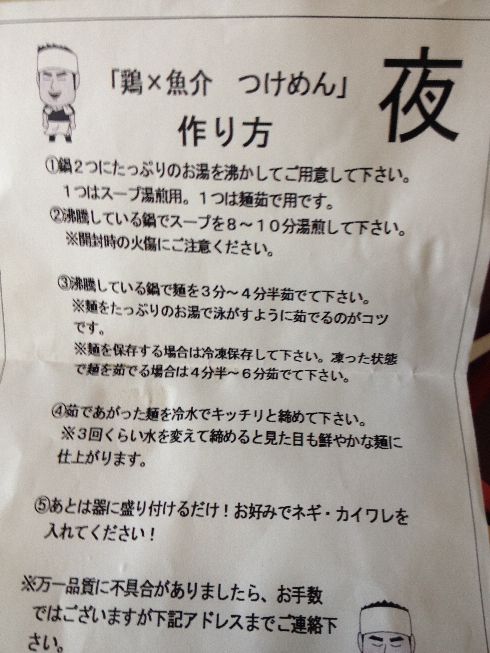 夜
「鶏×魚介　つけめん」
作り方
①鍋２つにたっぷりのお湯を沸かしてご用意して下さい。
１つはスープ湯煎用。１つは麺茹で用です。
②沸騰している鍋でスープを８～１０分湯煎して下さい。
※開封時の火傷にご注意ください。
③沸騰している鍋で麺を３分～４分半茹でて下さい。
※麺をたっぷりのお湯で泳がすように茹でるのがコツ
です。
※麺を保存する場合は冷凍保存して下さい。凍った状態
で麺を茹でる場合は４分半～６分茹でて下さい。
④茹であがった麺を冷水でキッチリと締めて下さい。
※３回くらい水を変えて締めると見た目も鮮やかな麺に
仕上がります。
⑤あとは器に盛り付けるだけ！お好みでネギ・カイワレを
入れてください！
※万一品質に不具合がありましたら、お手数
ではございますが下記アドレスまでご連絡下
さい。